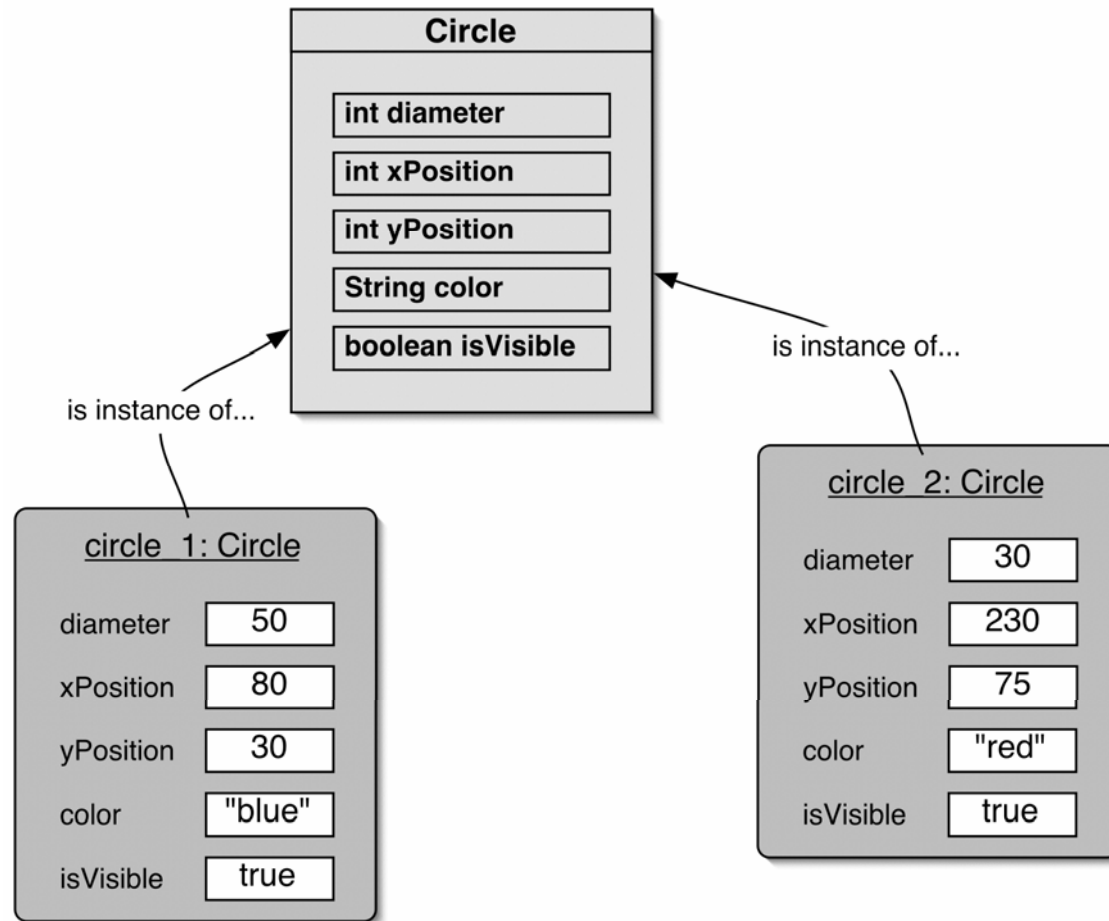 Circle
int diameter
int xPosition
int yPosition
String color
boolean isVisible
is instance of...
is instance of...
circle_1: Circle
diameter 50
xPosition 80
yPosition 30
color "blue"
isVisible true
circle_2: Circle
diameter 30
xPosition 230
yPosition 75
color "red"
isVisible true